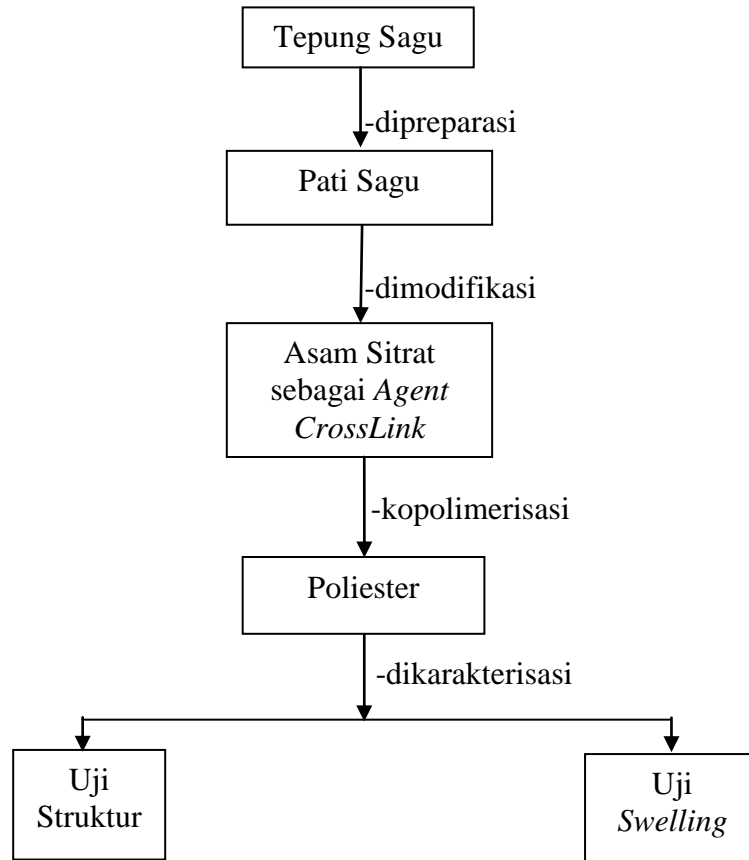 Tepung Sagu
-dipreparasi
Pati Sagu
-dimodifikasi
Asam Sitrat
sebagai Agent
CrossLink
-kopolimerisasi
Poliester
-dikarakterisasi
Uji
Struktur
Uji
Swelling